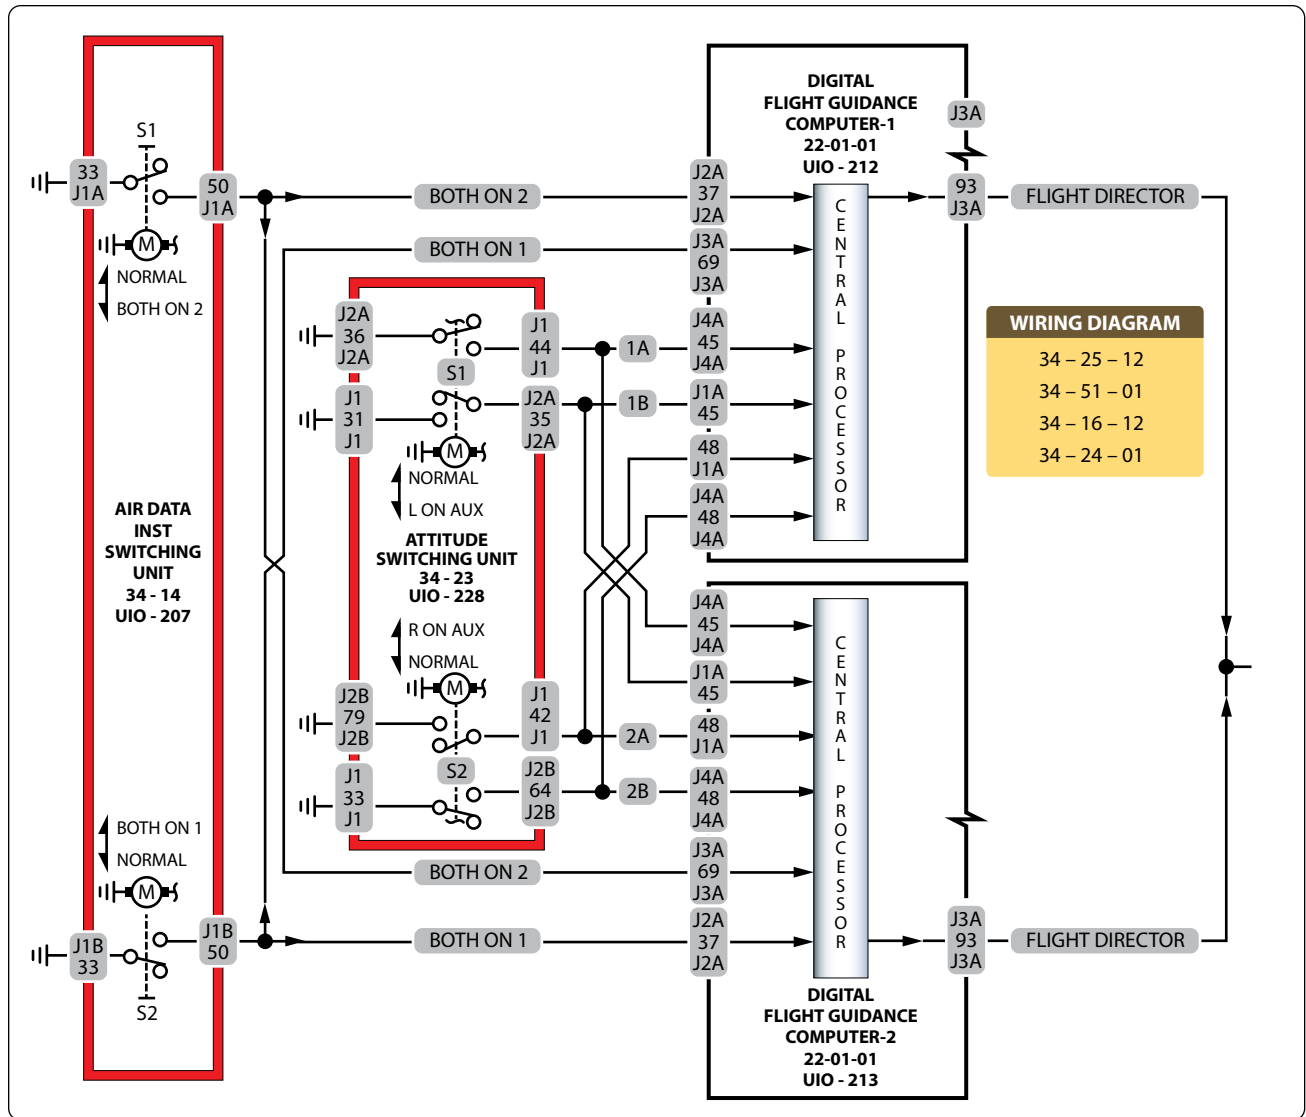 S1
33
J1A
50
J1A
M
NORMAL
BOTH ON 2
AIR DATA
INST
SWITCHING
UNIT
34 - 14
UIO - 207
BOTH ON 1
NORMAL
M
J1B
33
J1B
50
S2
BOTH ON 2
BOTH ON 1
J2A
36
J2A
J1
31
J1
S1
J1
44
J1
J2A
35
J2A
M
NORMAL
L ON AUX
ATTITUDE
SWITCHING UNIT
34 - 23
UIO - 228
R ON AUX
NORMAL
M
J2B
79
J2B
J1
33
J1
S2
J1
42
J1
J2B
64
J2B
1A
1B
2A
2B
BOTH ON 2
BOTH ON 1
DIGITAL
FLIGHT GUIDANCE
COMPUTER-1
22-01-01
UIO - 212
J2A
37
J2A
J3A
69
J3A
J4A
45
J4A
J1A
45
48
J1A
J4A
48
J4A
CENTRAL PROCESSOR
J3A
93
J3A
FLIGHT DIRECTOR
WIRING DIAGRAM
34 – 25 – 12
34 – 51 – 01
34 – 16 – 12
34 – 24 – 01
J4A
45
J4A
J1A
45
48
J1A
J4A
48
J4A
J3A
69
J3A
J2A
37
J2A
CENTRAL PROCESSOR
J3A
93
J3A
FLIGHT DIRECTOR
DIGITAL
FLIGHT GUIDANCE
COMPUTER-2
22-01-01
UIO - 213